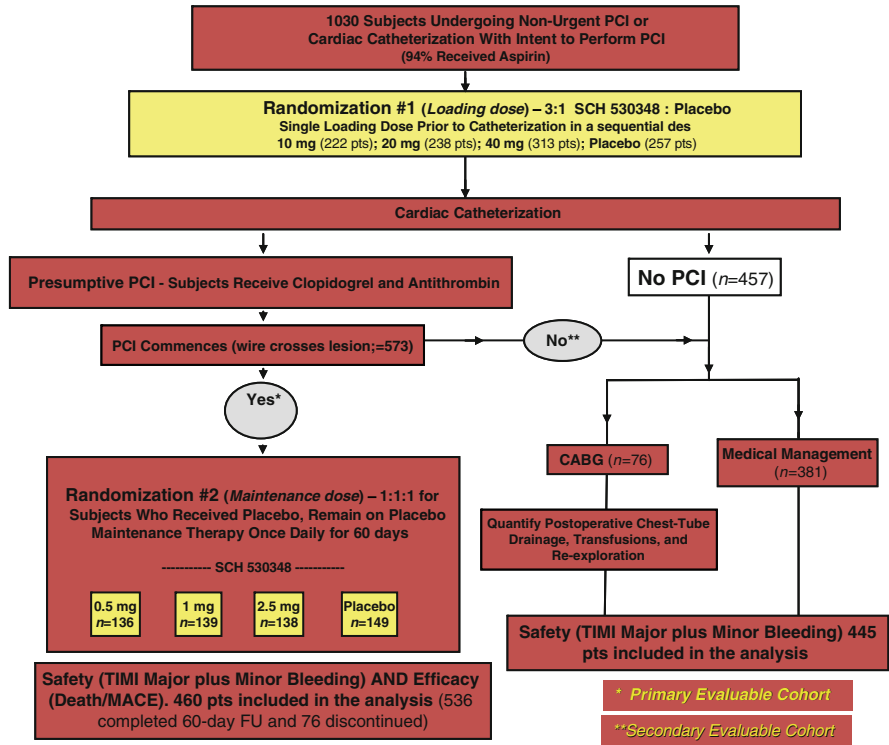 1030 Subjects Undergoing Non-Urgent PCI or
Cardiac Catheterization With Intent to Perform PCI
(94% Received Aspirin)
Randomization #1 (Loading dose) – 3:1 SCH 530348 : Placebo
Single Loading Dose Prior to Catheterization in a sequential des
10 mg (222 pts); 20 mg (238 pts); 40 mg (313 pts); Placebo (257 pts)
Cardiac Catheterization
Presumptive PCI - Subjects Receive Clopidogrel and Antithrombin
No PCI (n=457)
PCI Commences (wire crosses lesion;=573)
No**
Yes*
CABG (n=76)
Medical Management
(n=381)
Randomization #2 (Maintenance dose) – 1:1:1 for
Subjects Who Received Placebo, Remain on Placebo
Maintenance Therapy Once Daily for 60 days
----------- SCH 530348 -----------
0.5 mg
n=136
1 mg
n=139
2.5 mg
n=138
Placebo
n=149
Quantify Postoperative Chest-Tube
Drainage, Transfusions, and
Re-exploration
Safety (TIMI Major plus Minor Bleeding) 445
pts included in the analysis
Safety (TIMI Major plus Minor Bleeding) AND Efficacy
(Death/MACE). 460 pts included in the analysis (536
completed 60-day FU and 76 discontinued)
* Primary Evaluable Cohort
**Secondary Evaluable Cohort